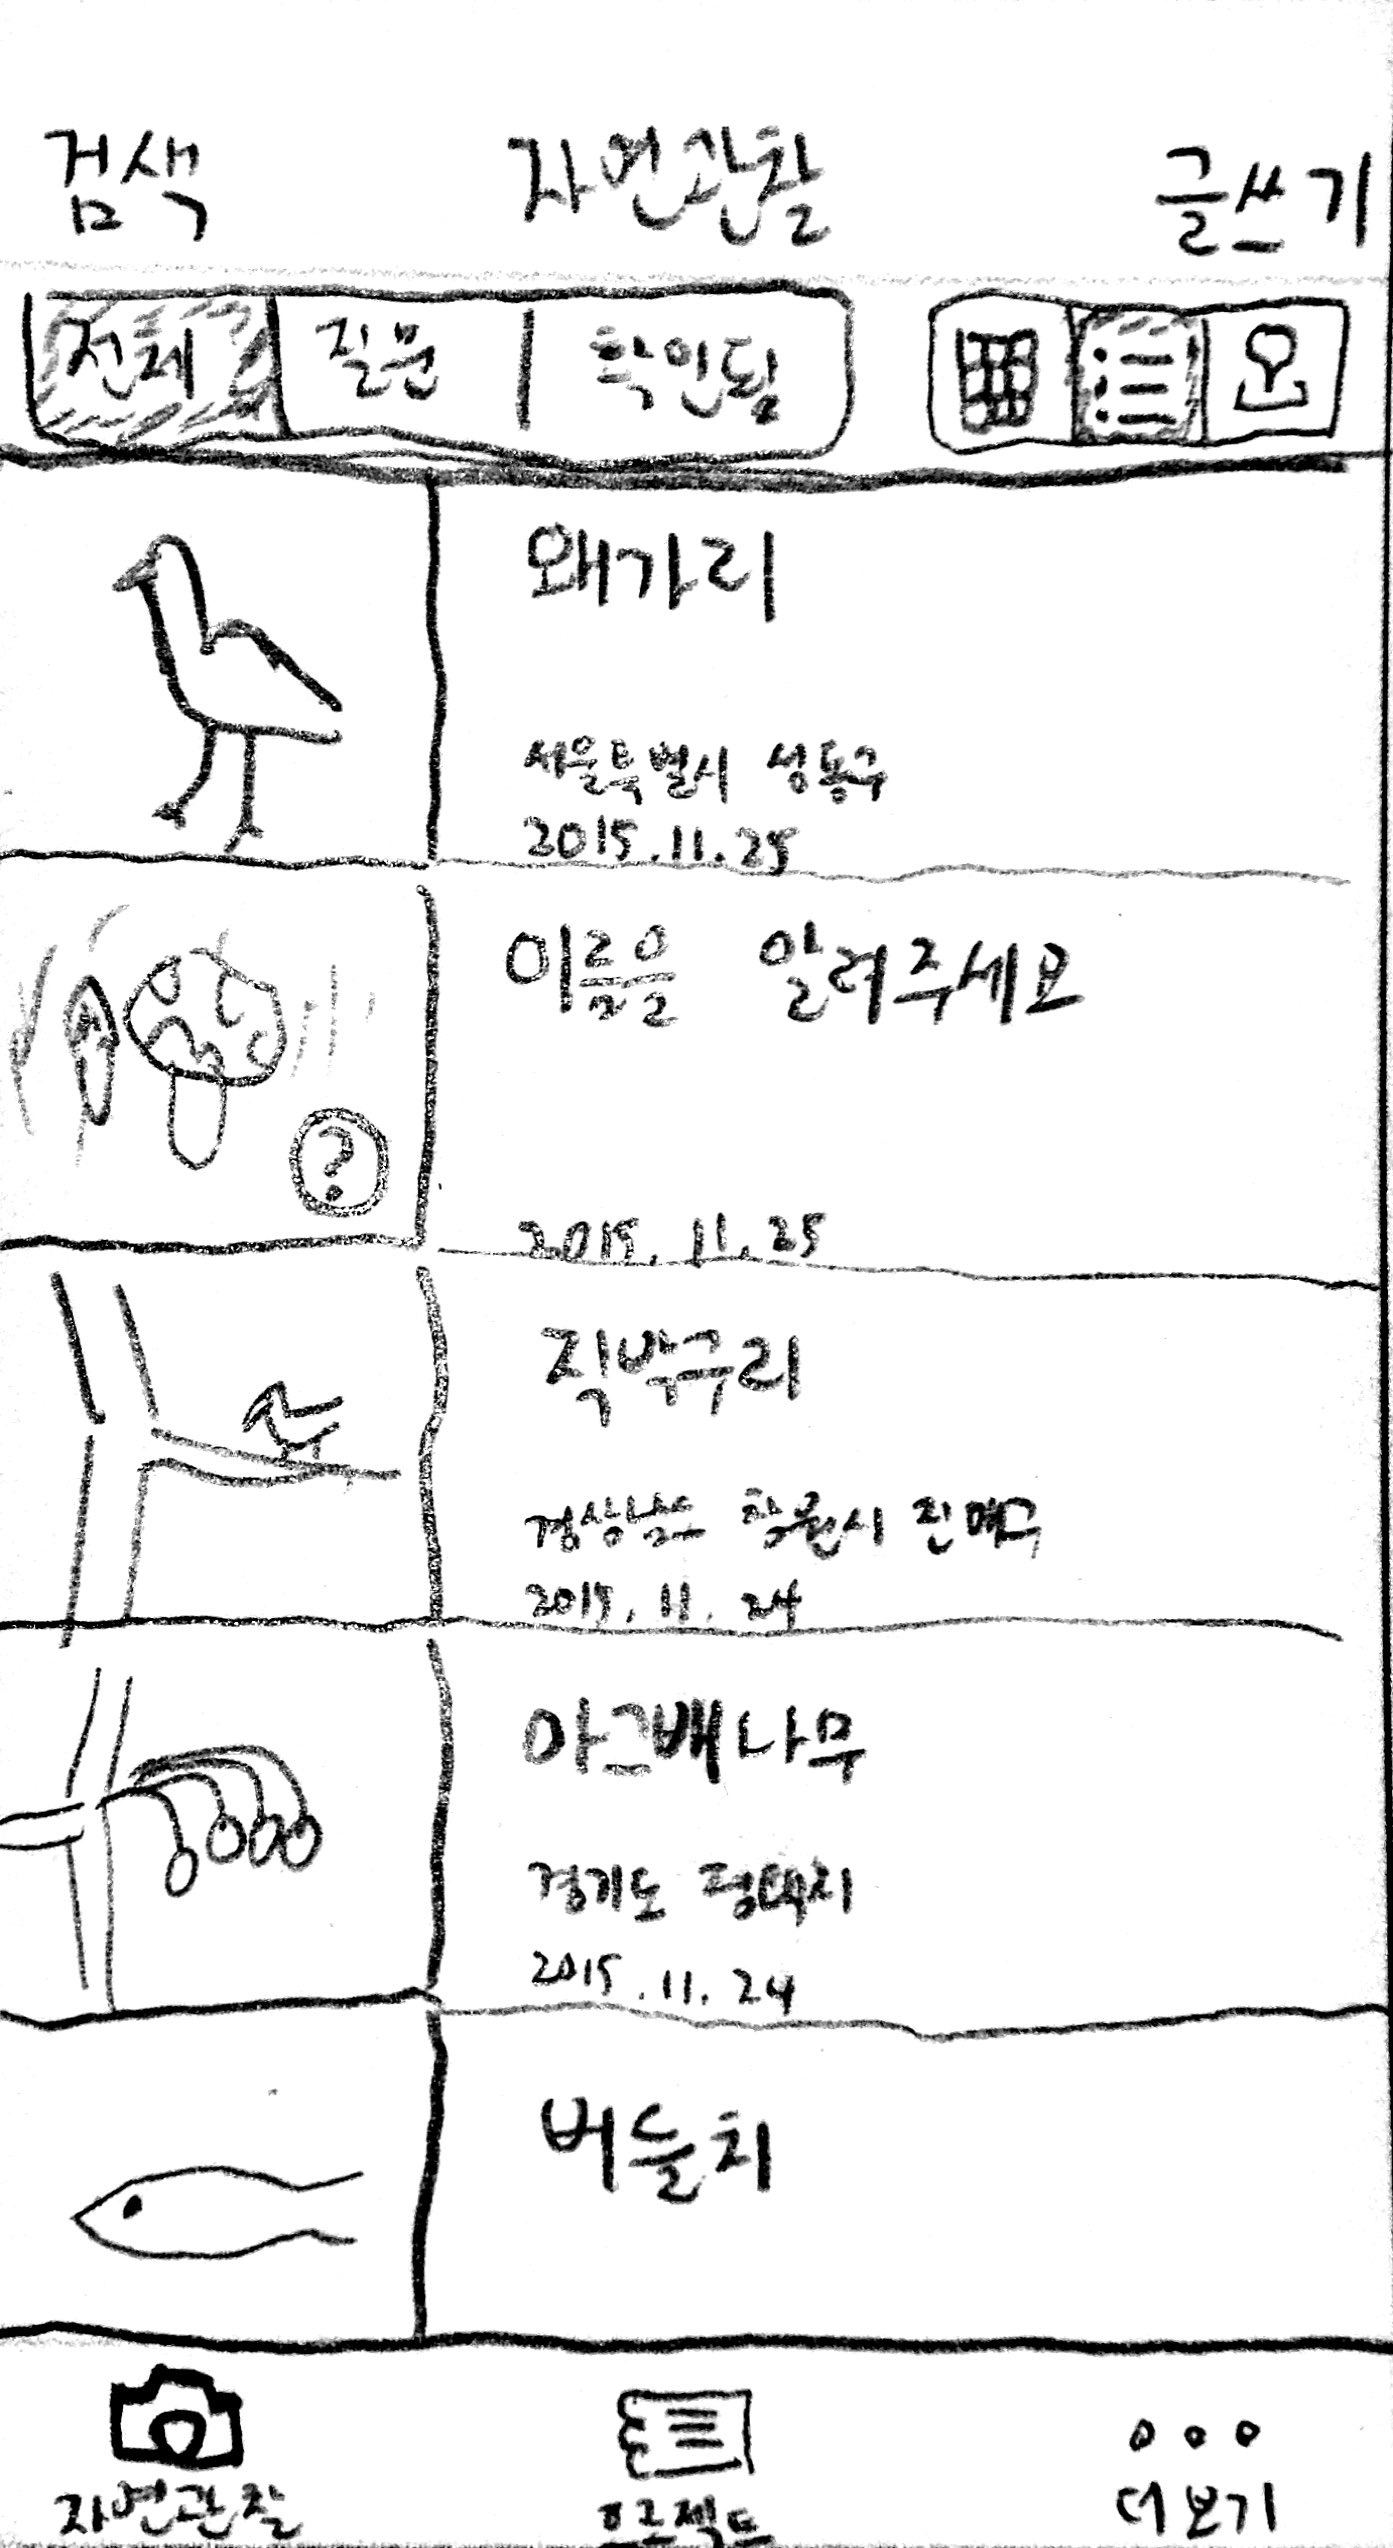 검색 자연관찰 글쓰기
전체 질문 확인됨
왜가리
서울특별시 성동구
2015.11.25
이름을 알려주세요
?
2015.11.25
직박구리
경상남도 창원시 진해구
2015.11.24
아그배나무
경기도 평택시
2015.11.24
버들치
자연관찰 프로젝트 더보기